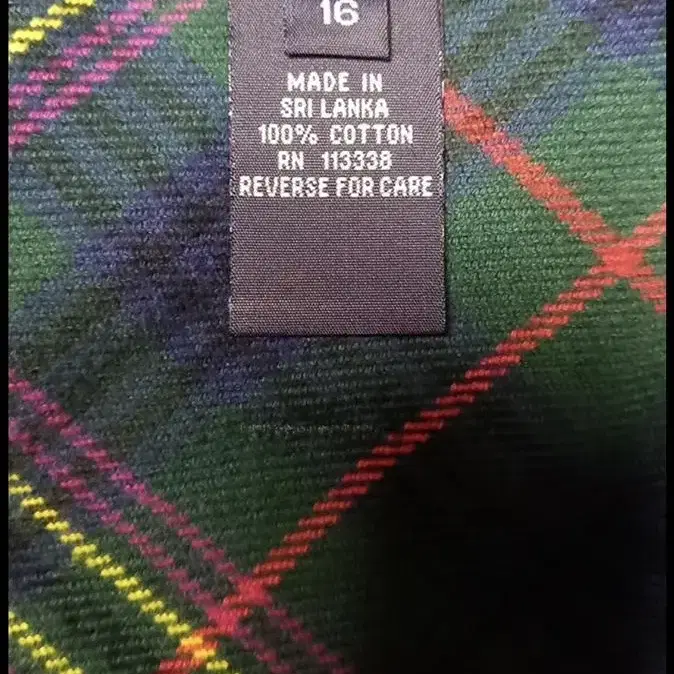 16
MADE IN
SRI LANKA
100% COTTON
RN 113338
REVERSE FOR CARE